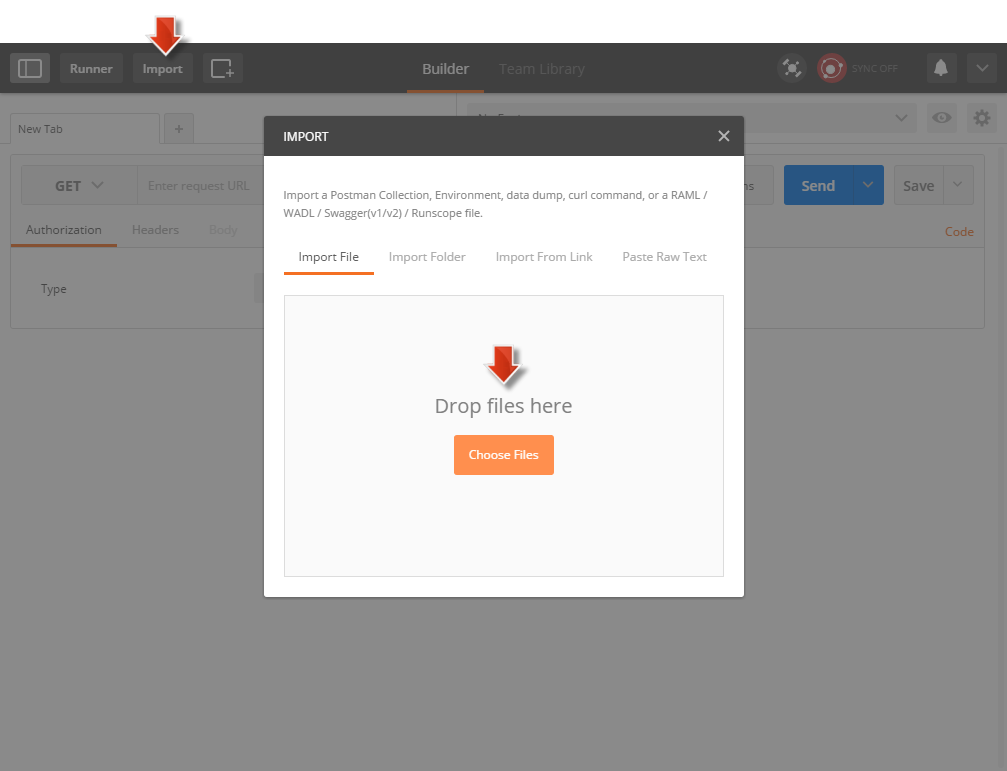 Runner
Import
Builder
Team Library
SYNC OFF
New Tab
+
IMPORT
GET
Enter request URL
Send
Save
Import a Postman Collection, Environment, data dump, curl command, or a RAML /
WADL / Swagger(v1/v2) / Runscope file.
Authorization
Headers
Body
Code
Import File
Import Folder
Import From Link
Paste Raw Text
Type
Drop files here
Choose Files